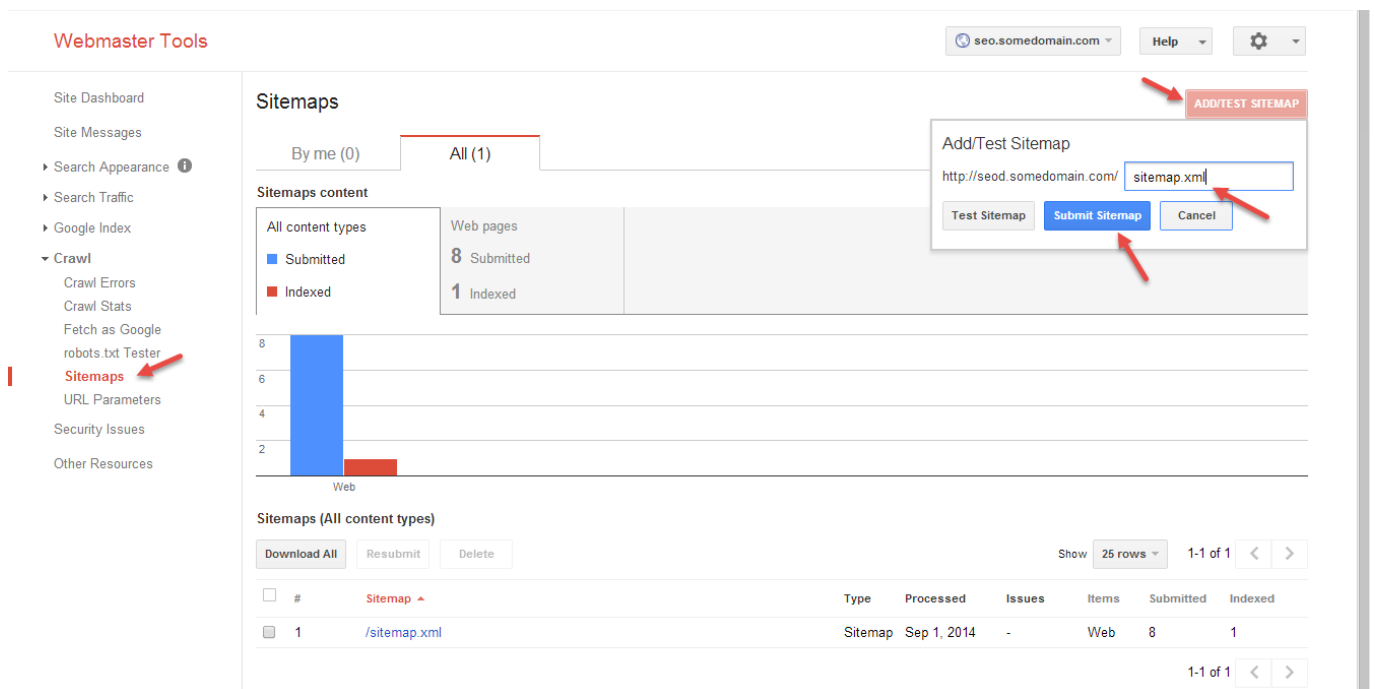 Webmaster Tools
seo.somedomain.com
Help
Site Dashboard
Site Messages
Search Appearance
Search Traffic
Google Index
Crawl
Crawl Errors
Crawl Stats
Fetch as Google
robots.txt Tester
Sitemaps
URL Parameters
Security Issues
Other Resources
Sitemaps
ADD/TEST SITEMAP
Add/Test Sitemap
http://seod.somedomain.com/ sitemap.xml
Test Sitemap Submit Sitemap Cancel
By me (0) All (1)
Sitemaps content
All content types
Submitted
Indexed
Web pages
8 Submitted
1 Indexed
8
6
4
2
Web
Sitemaps (All content types)
Download All Resubmit Delete Show 25 rows 1-1 of 1
# Sitemap Type Processed Issues Items Submitted Indexed
1 /sitemap.xml Sitemap Sep 1, 2014 - Web 8 1
1-1 of 1